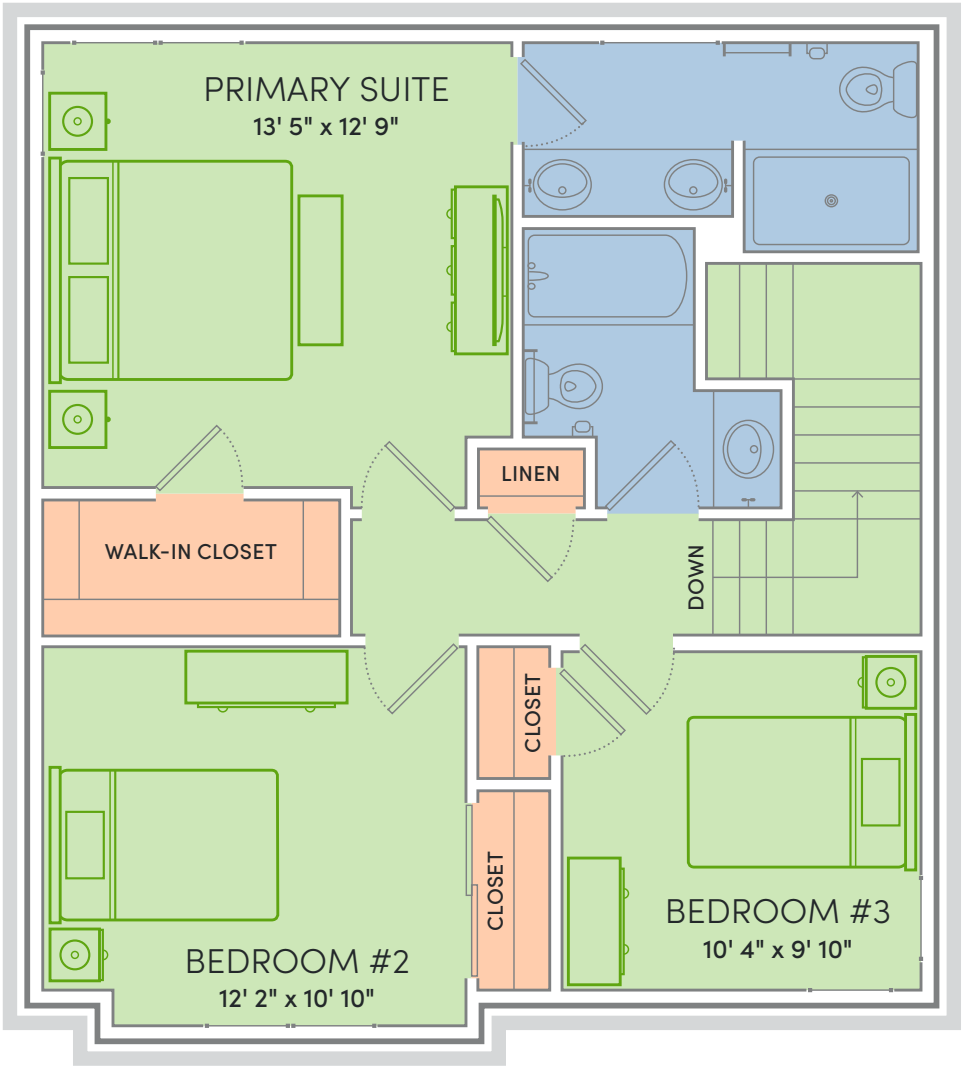 PRIMARY SUITE
13' 5" x 12' 9"
LINEN
WALK-IN CLOSET
DOWN
CLOSET
CLOSET
BEDROOM #3
10' 4" x 9' 10"
BEDROOM #2
12' 2" x 10' 10"